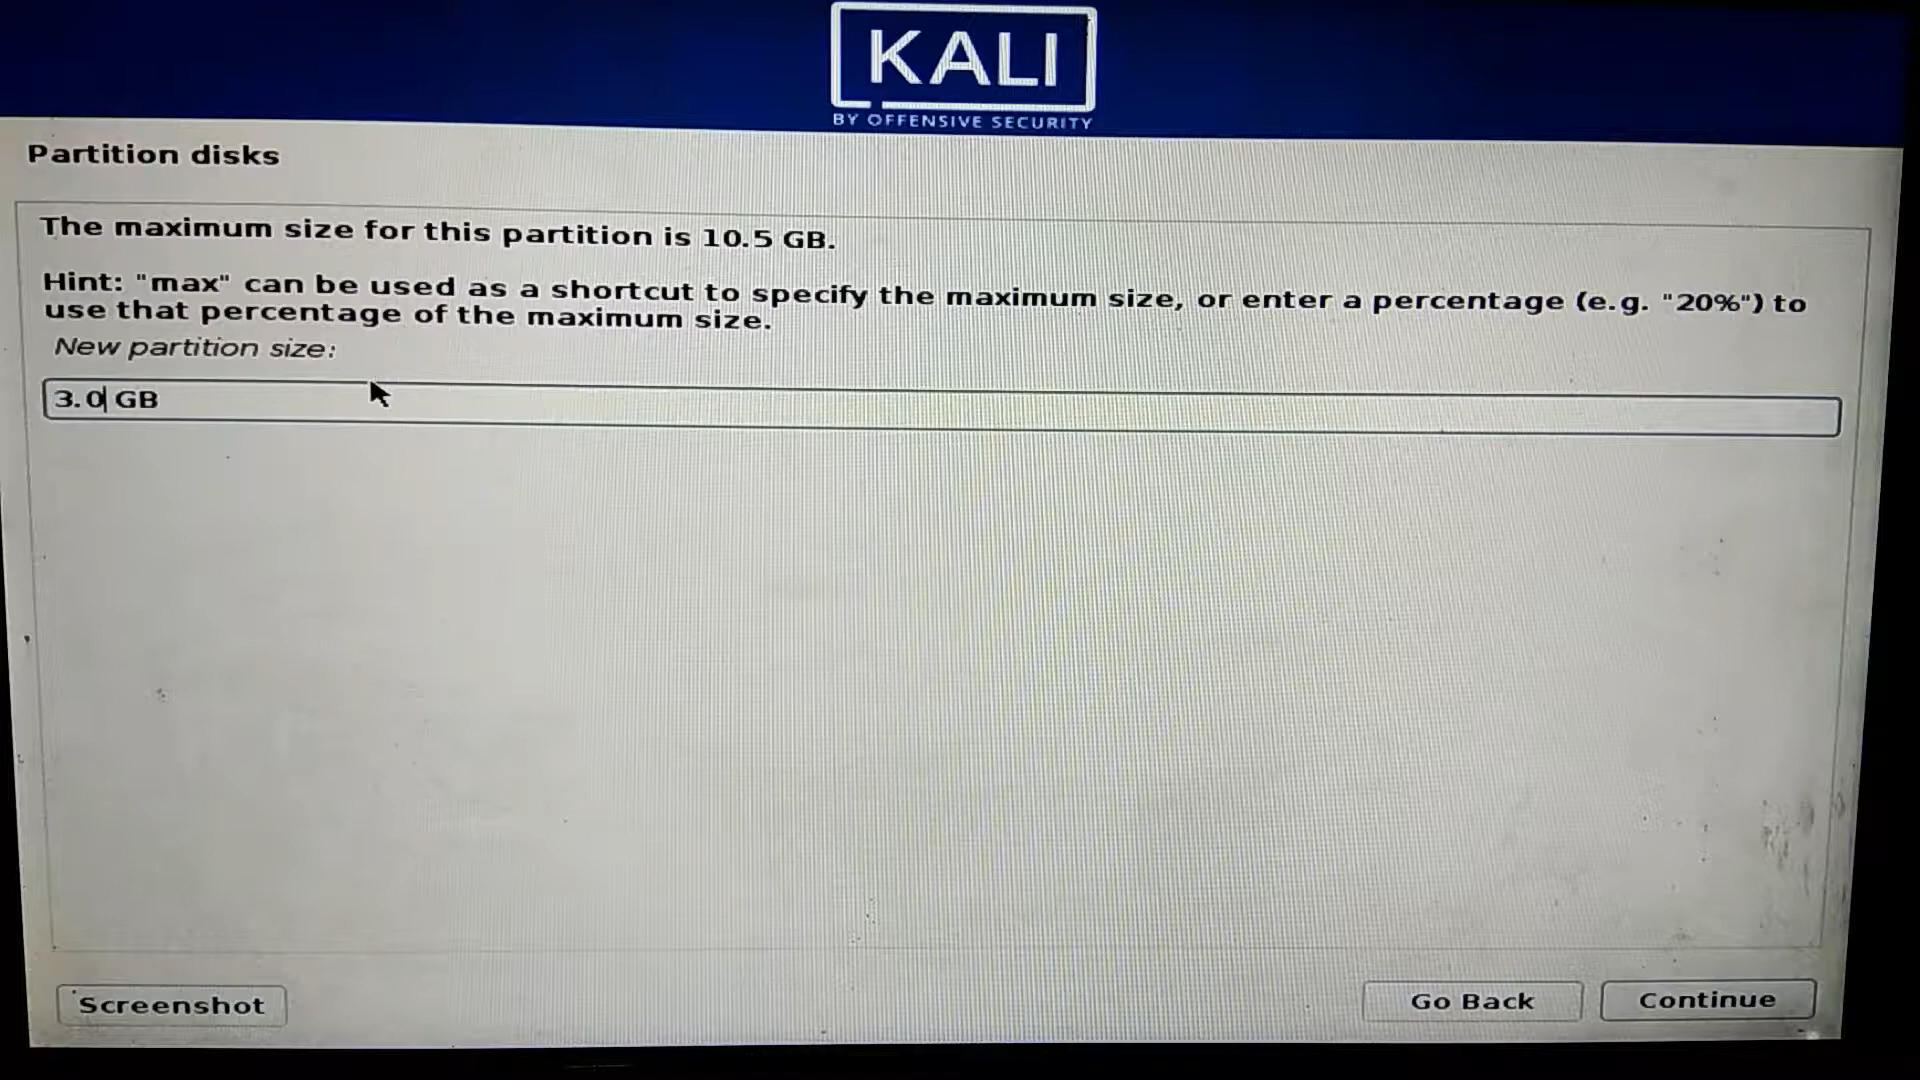 KALI
BY OFFENSIVE SECURITY
Partition disks
The maximum size for this partition is 10.5 GB.
Hint: "max" can be used as a shortcut to specify the maximum size, or enter a percentage (e.g. "20%") to
use that percentage of the maximum size.
New partition size:
3.0 GB
Screenshot
Go Back
Continue